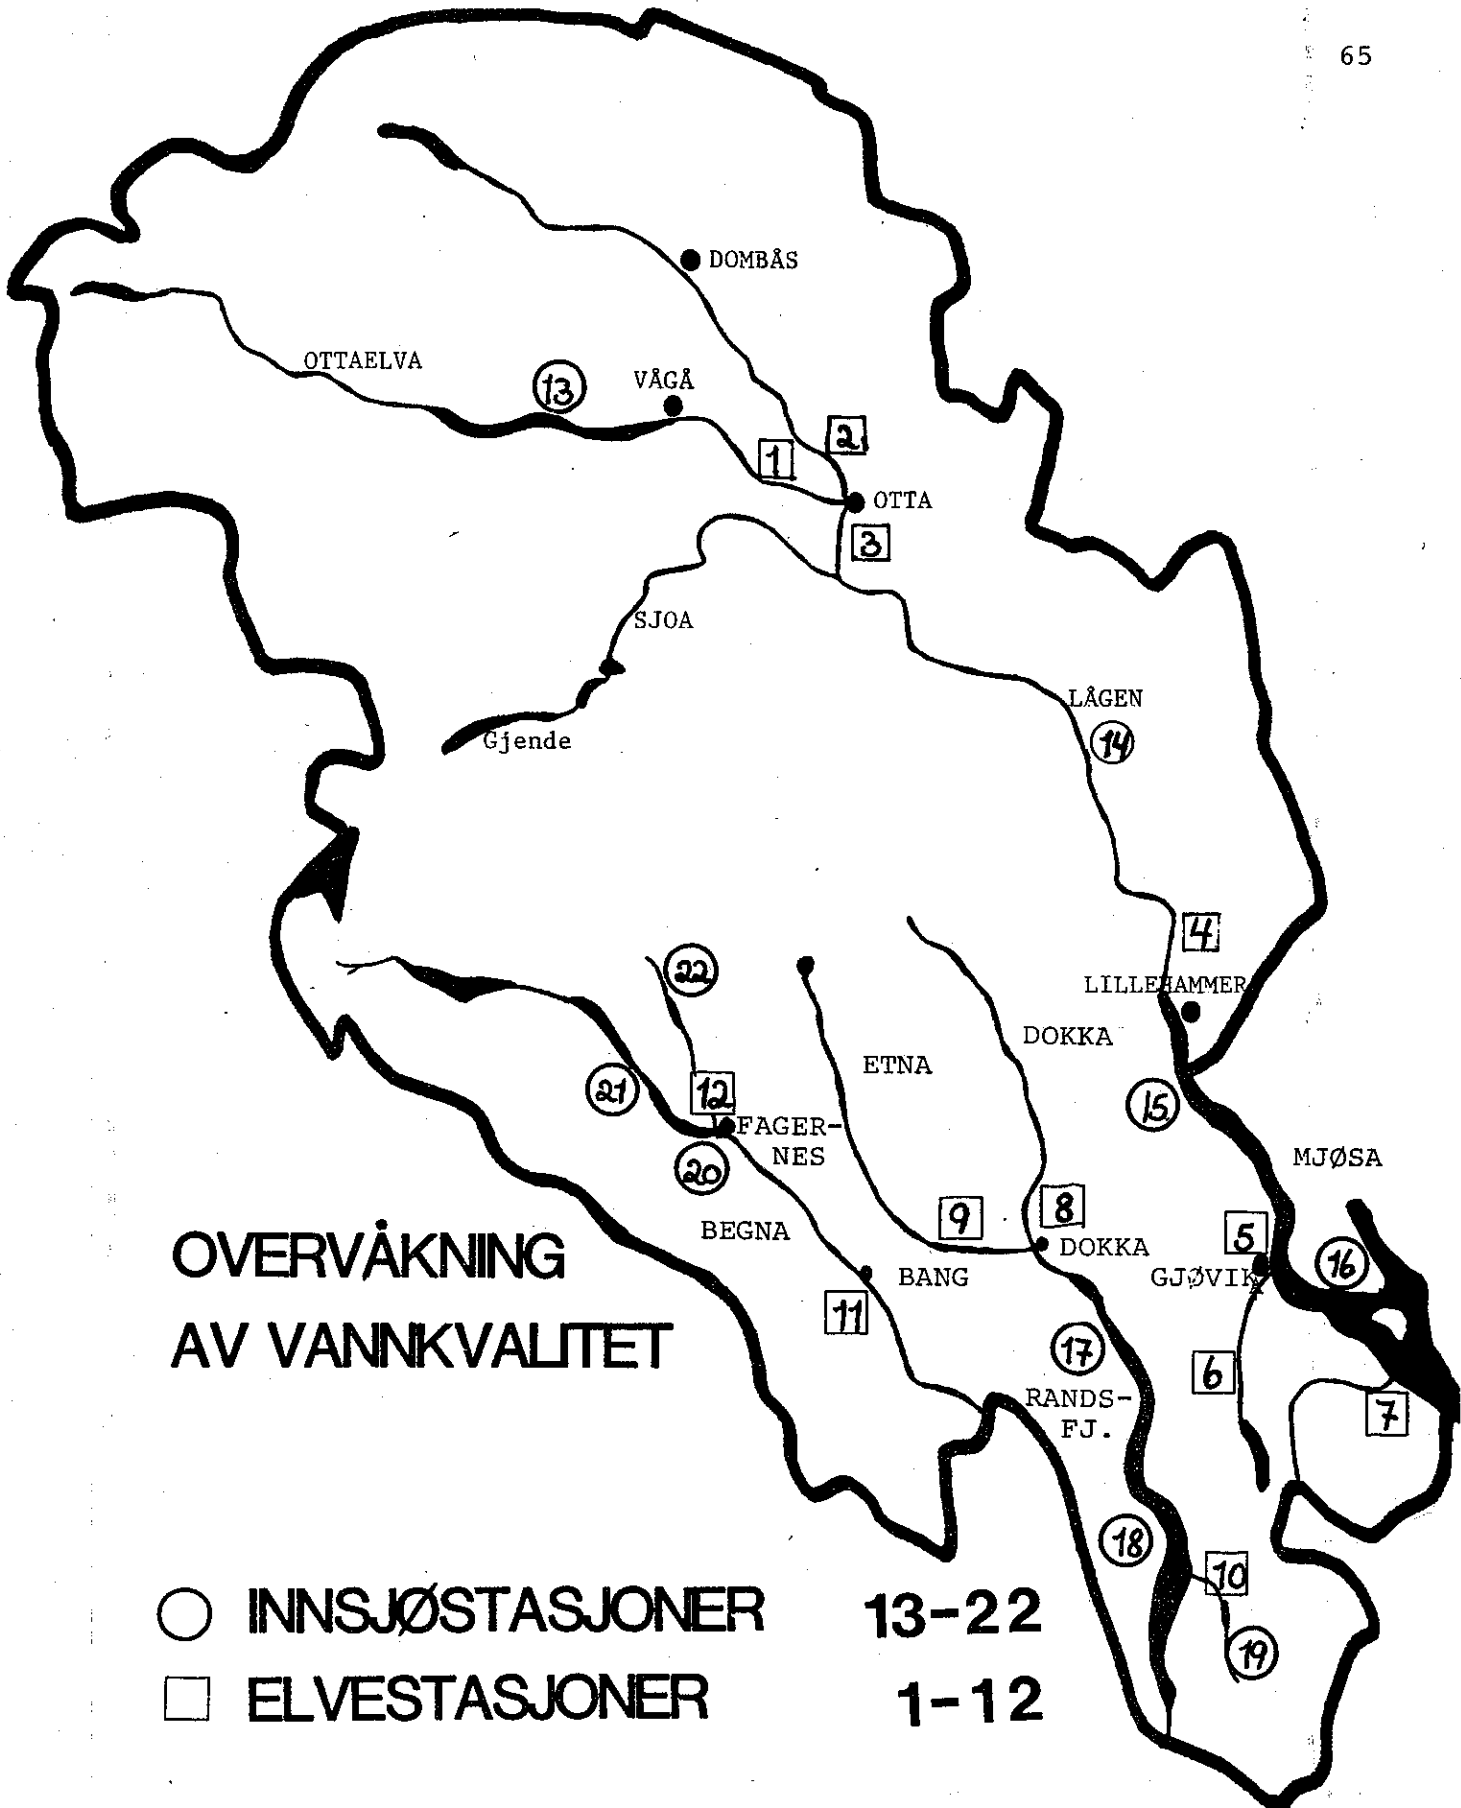 65
DOMBÅS
OTTAELVA
13
VÅGÅ
2
1
OTTA
3
SJOA
LÅGEN
14
Gjende
4
22
LILLEHAMMER
DOKKA
ETNA
21
12
15
FAGER-
NES
20
MJØSA
8
9
BEGNA
5
DOKKA
16
BANG
GJØVIK
11
17
6
RANDS-
FJ.
7
OVERVÅKNING
AV VANNKVALITET
18
10
19
INNSJØSTASJONER 13-22
ELVESTASJONER 1-12